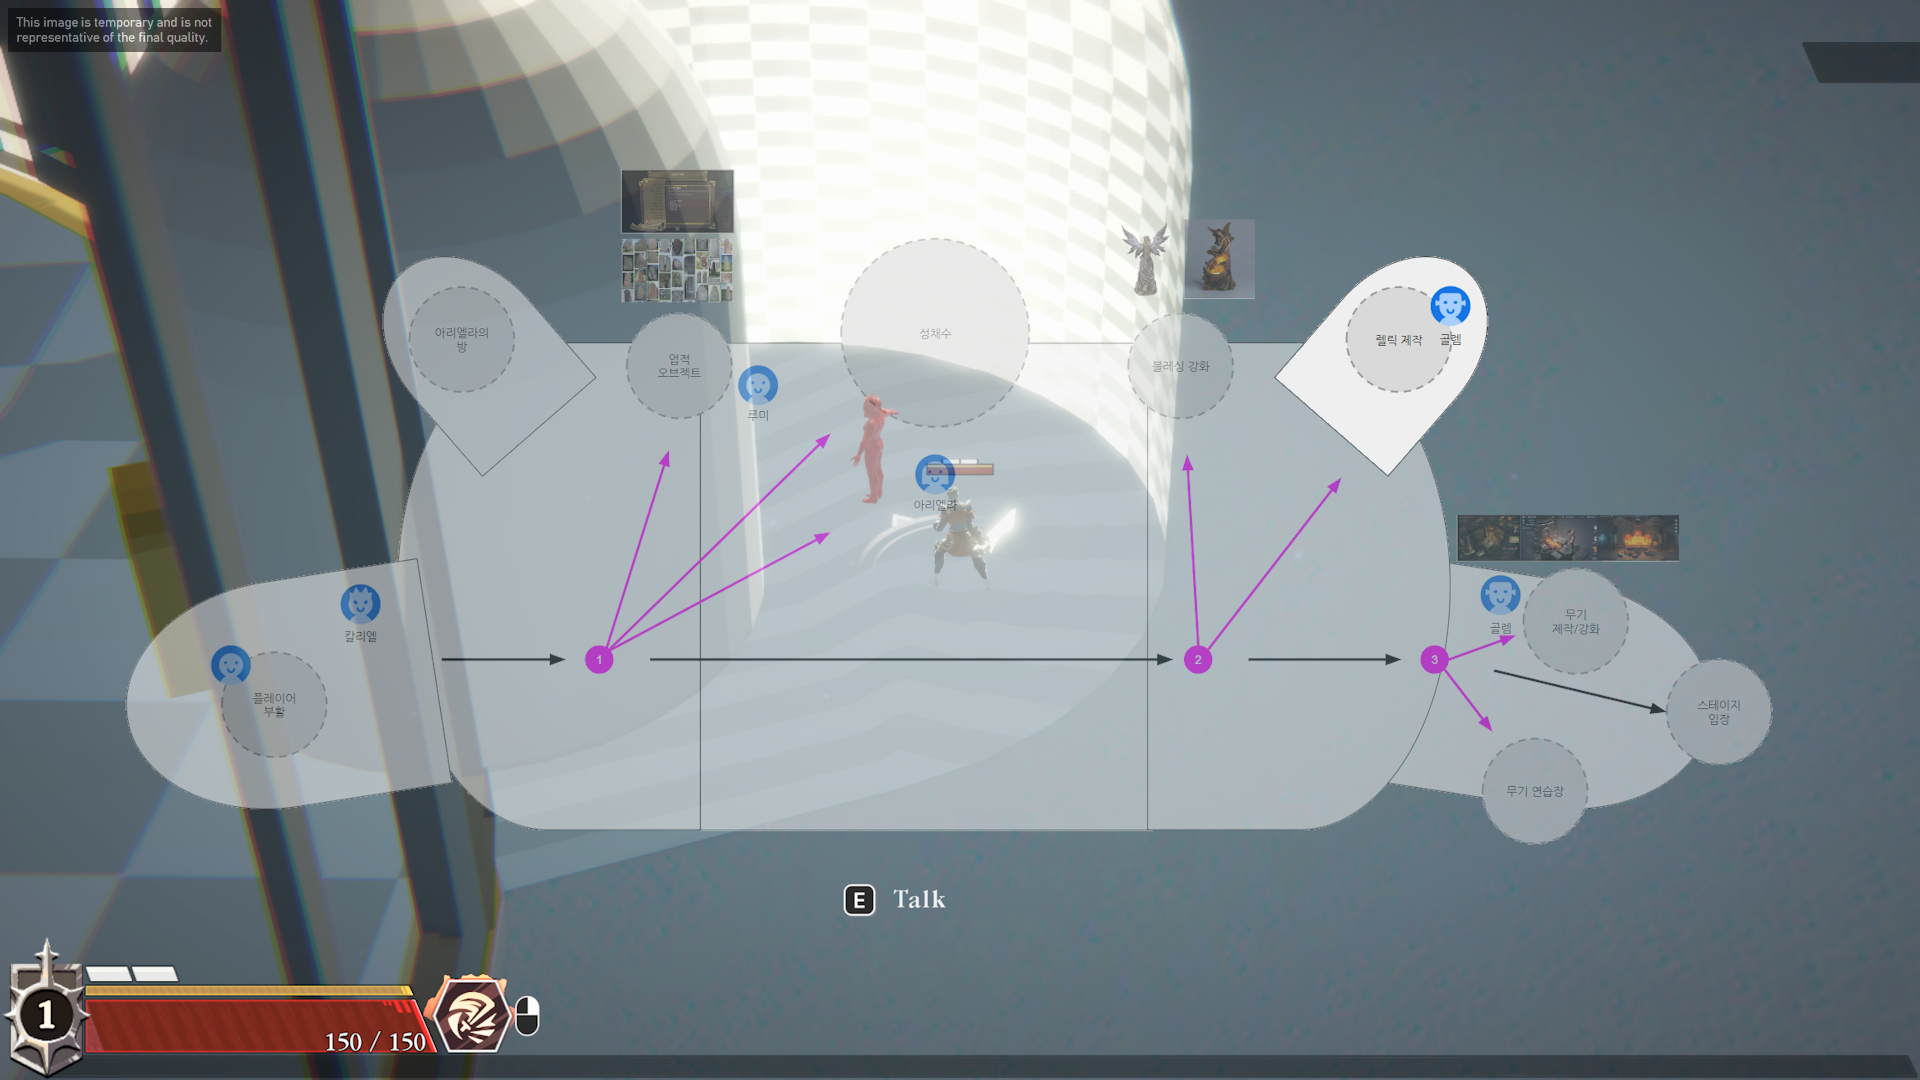 This image is temporary and is not
representative of the final quality.
아리엘라의
방
업적
오브젝트
루미
성채수
블레싱 강화
렐릭 제작
골렘
아리엘라
칼리엘
플레이어
부활
1
2
3
골렘
무기
제작/강화
스테이지
입장
무기 연습장
E Talk
1
150 / 150